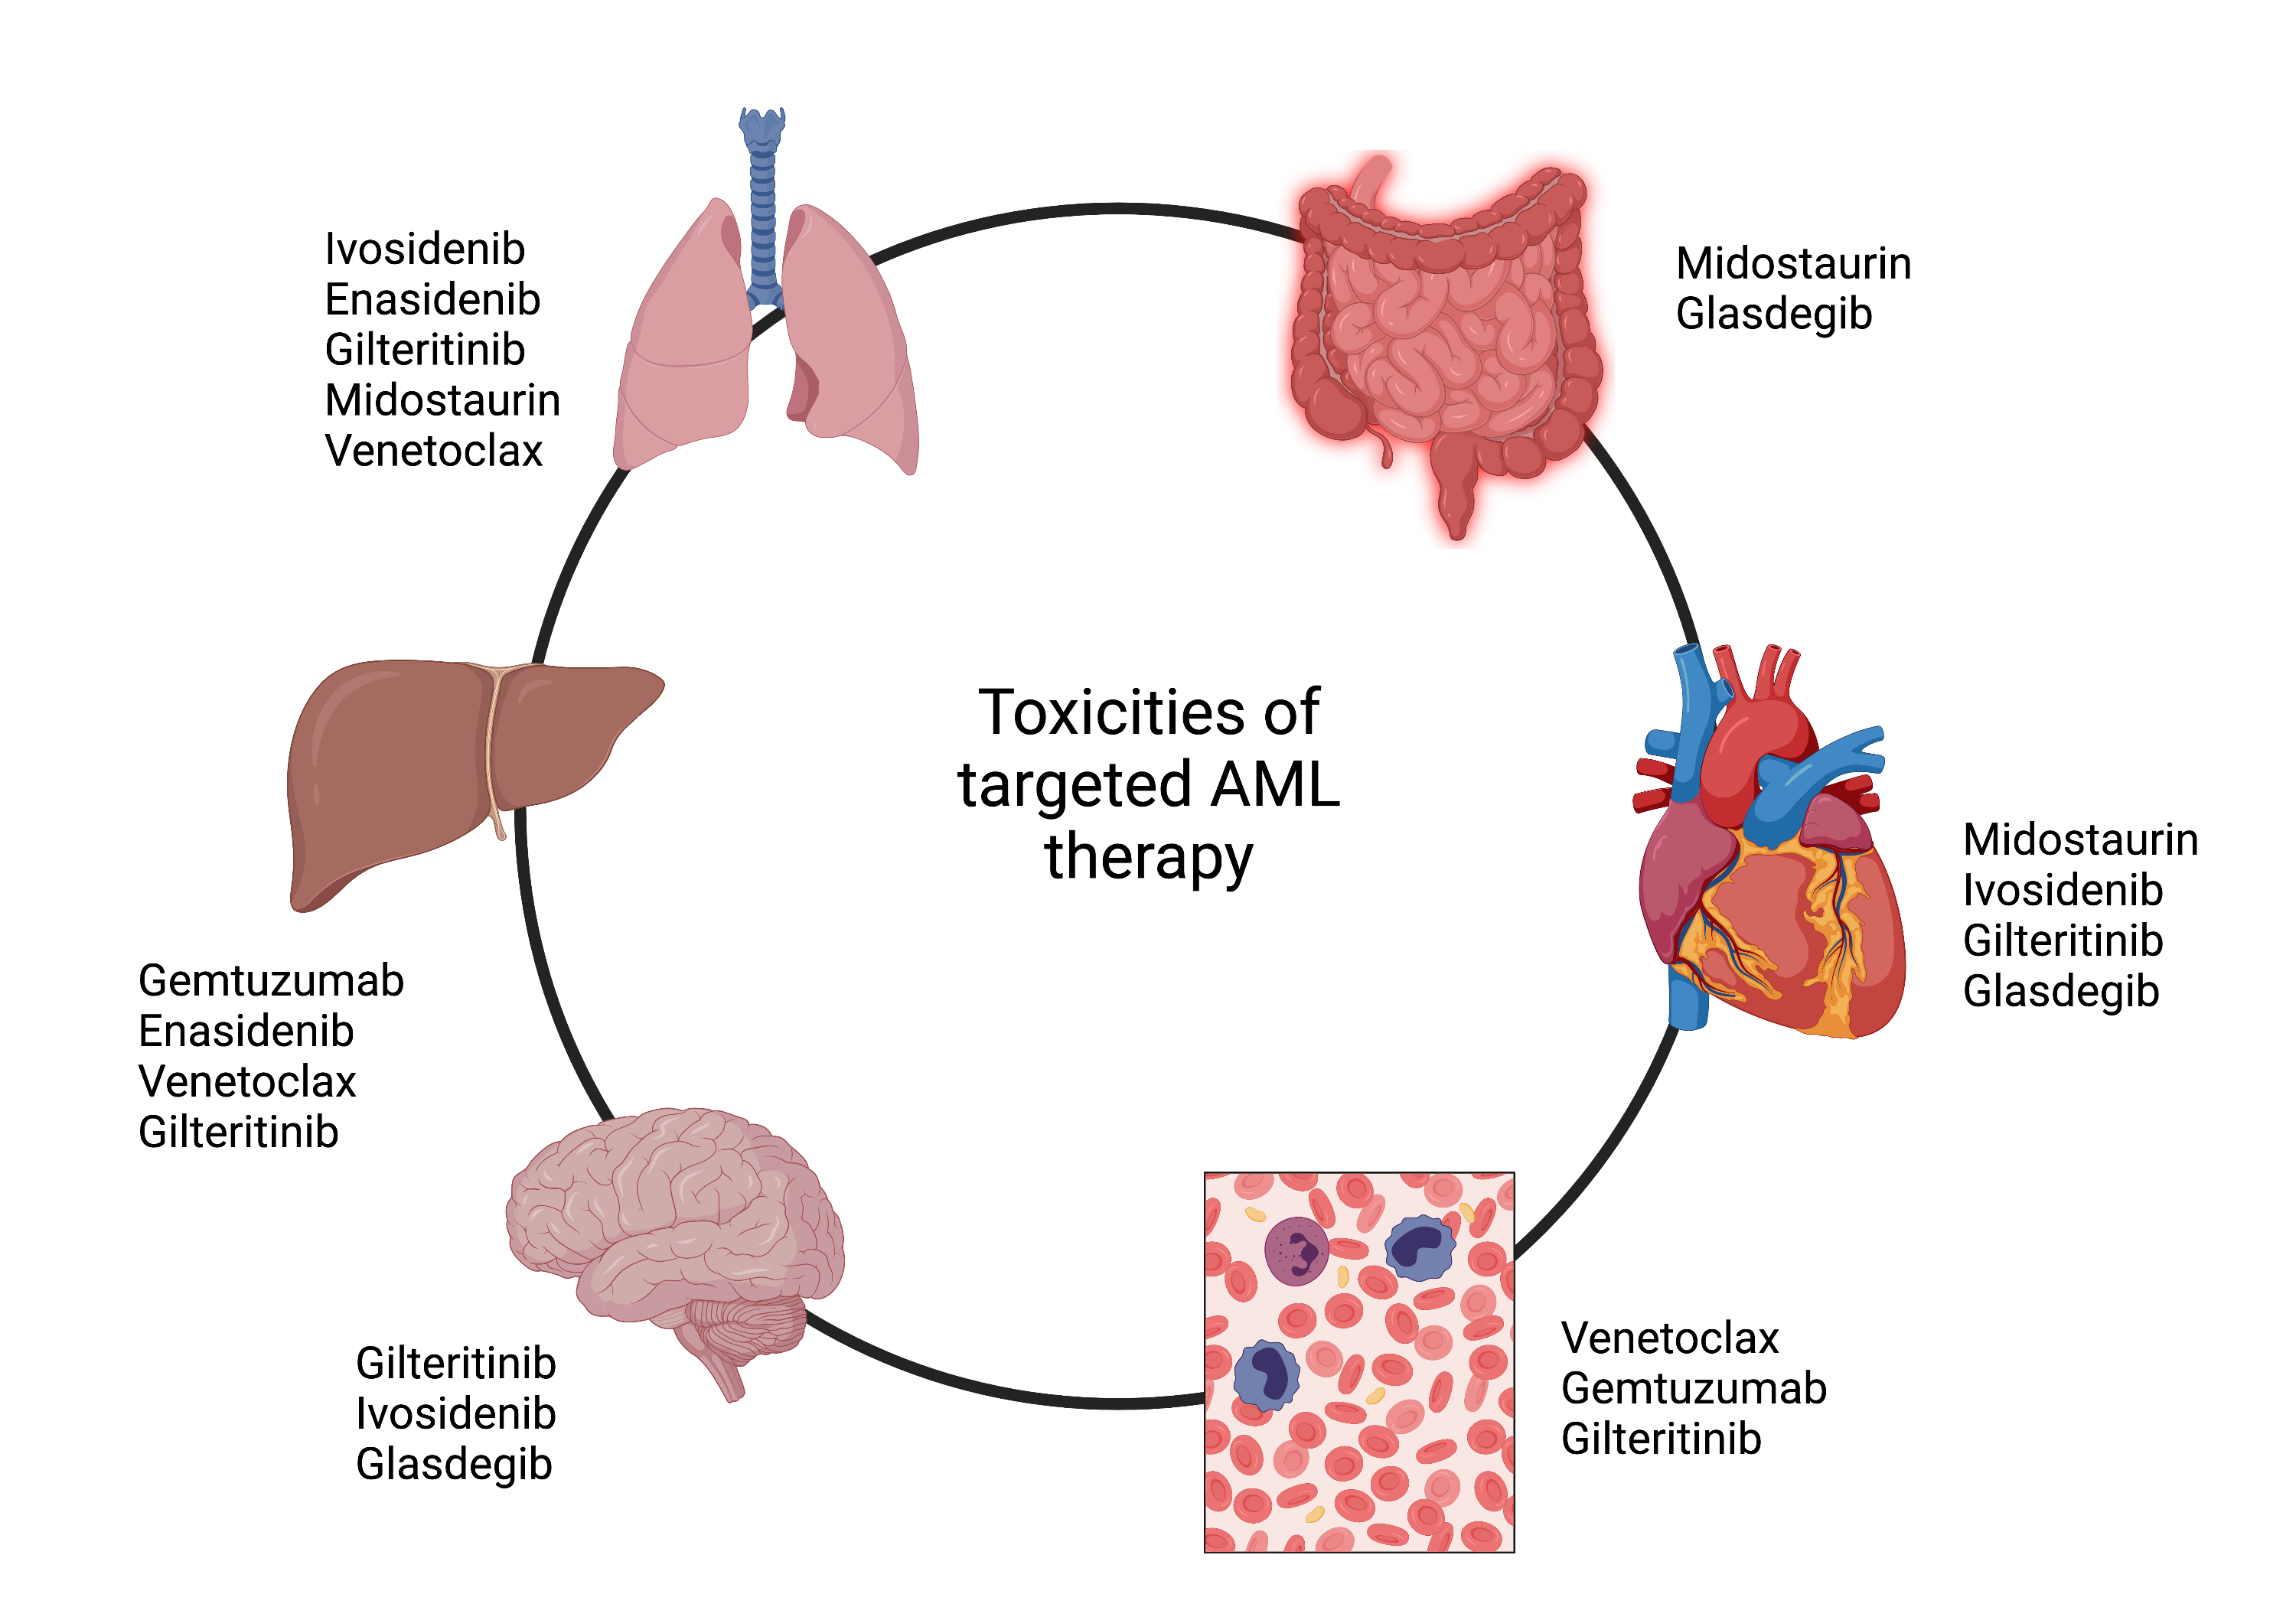 Ivosidenib
Enasidenib
Gilteritinib
Midostaurin
Venetoclax
Midostaurin
Glasdegib
Toxicities of
targeted AML
therapy
Midostaurin
Ivosidenib
Gilteritinib
Glasdegib
Gemtuzumab
Enasidenib
Venetoclax
Gilteritinib
Gilteritinib
Ivosidenib
Glasdegib
Venetoclax
Gemtuzumab
Gilteritinib